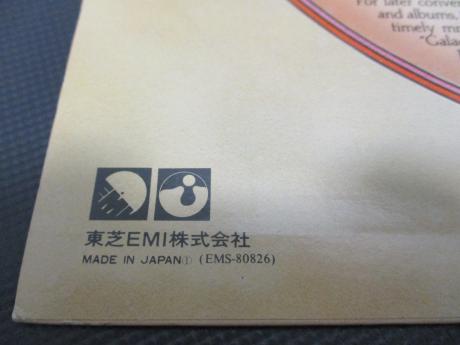 For later conver
and albums,
timely m
"Gala
東芝EMI株式会社
MADE IN JAPAN① (EMS-80826)